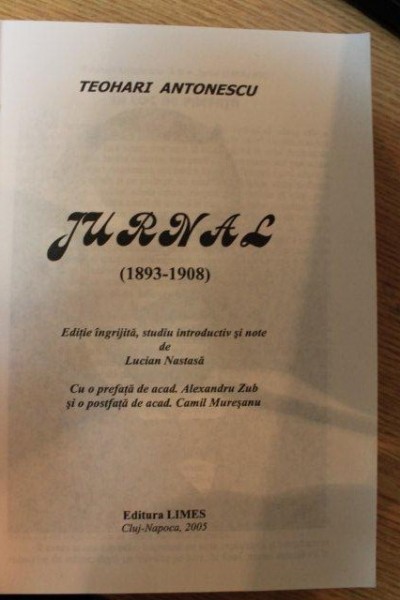 TEOHARI ANTONESCU
JURNAL
(1893-1908)
Ediție îngrijită, studiu introductiv și note
de
Lucian Nastasă
Cu o prefață de acad. Alexandru Zub
și o postfață de acad. Camil Mureșanu
Editura LIMES
Cluj-Napoca, 2005